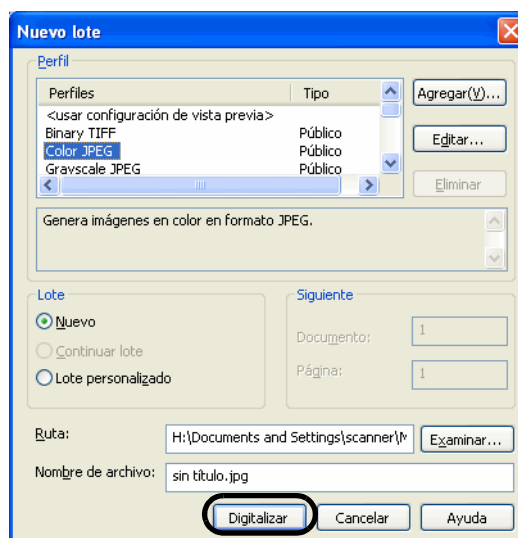 Nuevo lote
Perfil
Perfiles Tipo
<usar configuración de vista previa>
Binary TIFF Público
Color JPEG Público
Grayscale JPEG Público
Agregar(V)...
Editar...
Eliminar
Genera imágenes en color en formato JPEG.
Lote
Nuevo
Continuar lote
Lote personalizado
Siguiente
Documento: 1
Página: 1
Ruta: H:\Documents and Settings\scanner\M Examinar...
Nombre de archivo: sin título.jpg
Digitalizar Cancelar Ayuda